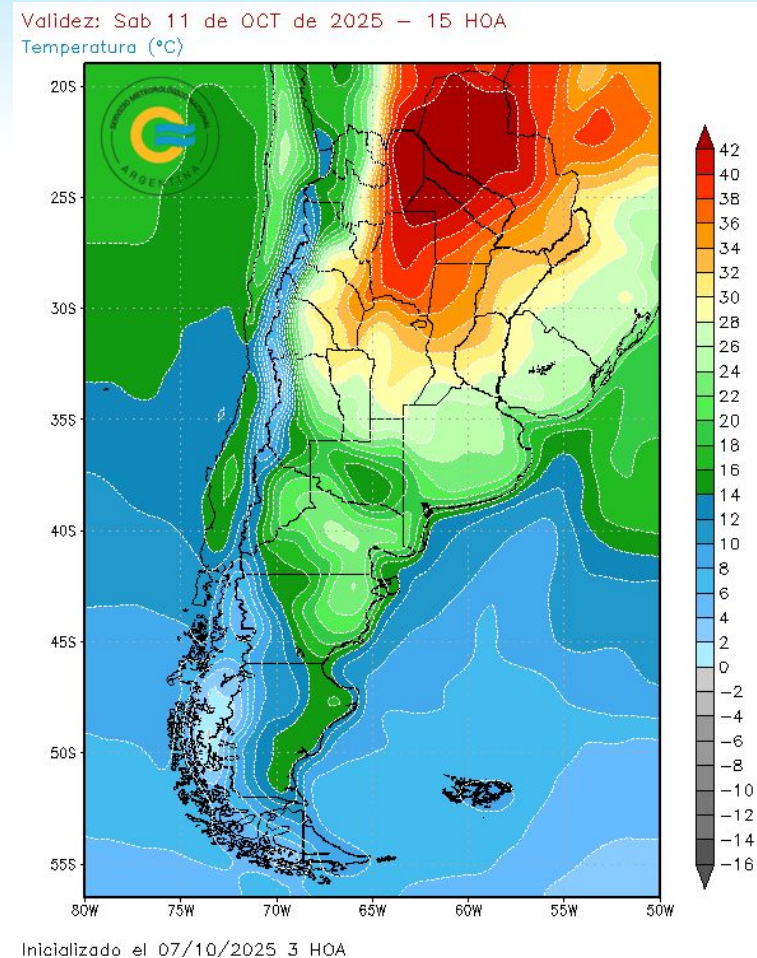 Validez: Sab 11 de OCT de 2025 – 15 HOA
Temperatura (°C)
SERVICIO METEOROLÓGICO NACIONAL
ARGENTINA
20S
25S
30S
35S
40S
45S
50S
55S
80W
75W
70W
65W
60W
55W
50W
42
40
38
36
34
32
30
28
26
24
22
20
18
16
14
12
10
8
6
4
2
0
−2
−4
−6
−8
−10
−12
−14
−16
Inicializado el 07/10/2025 3 HOA